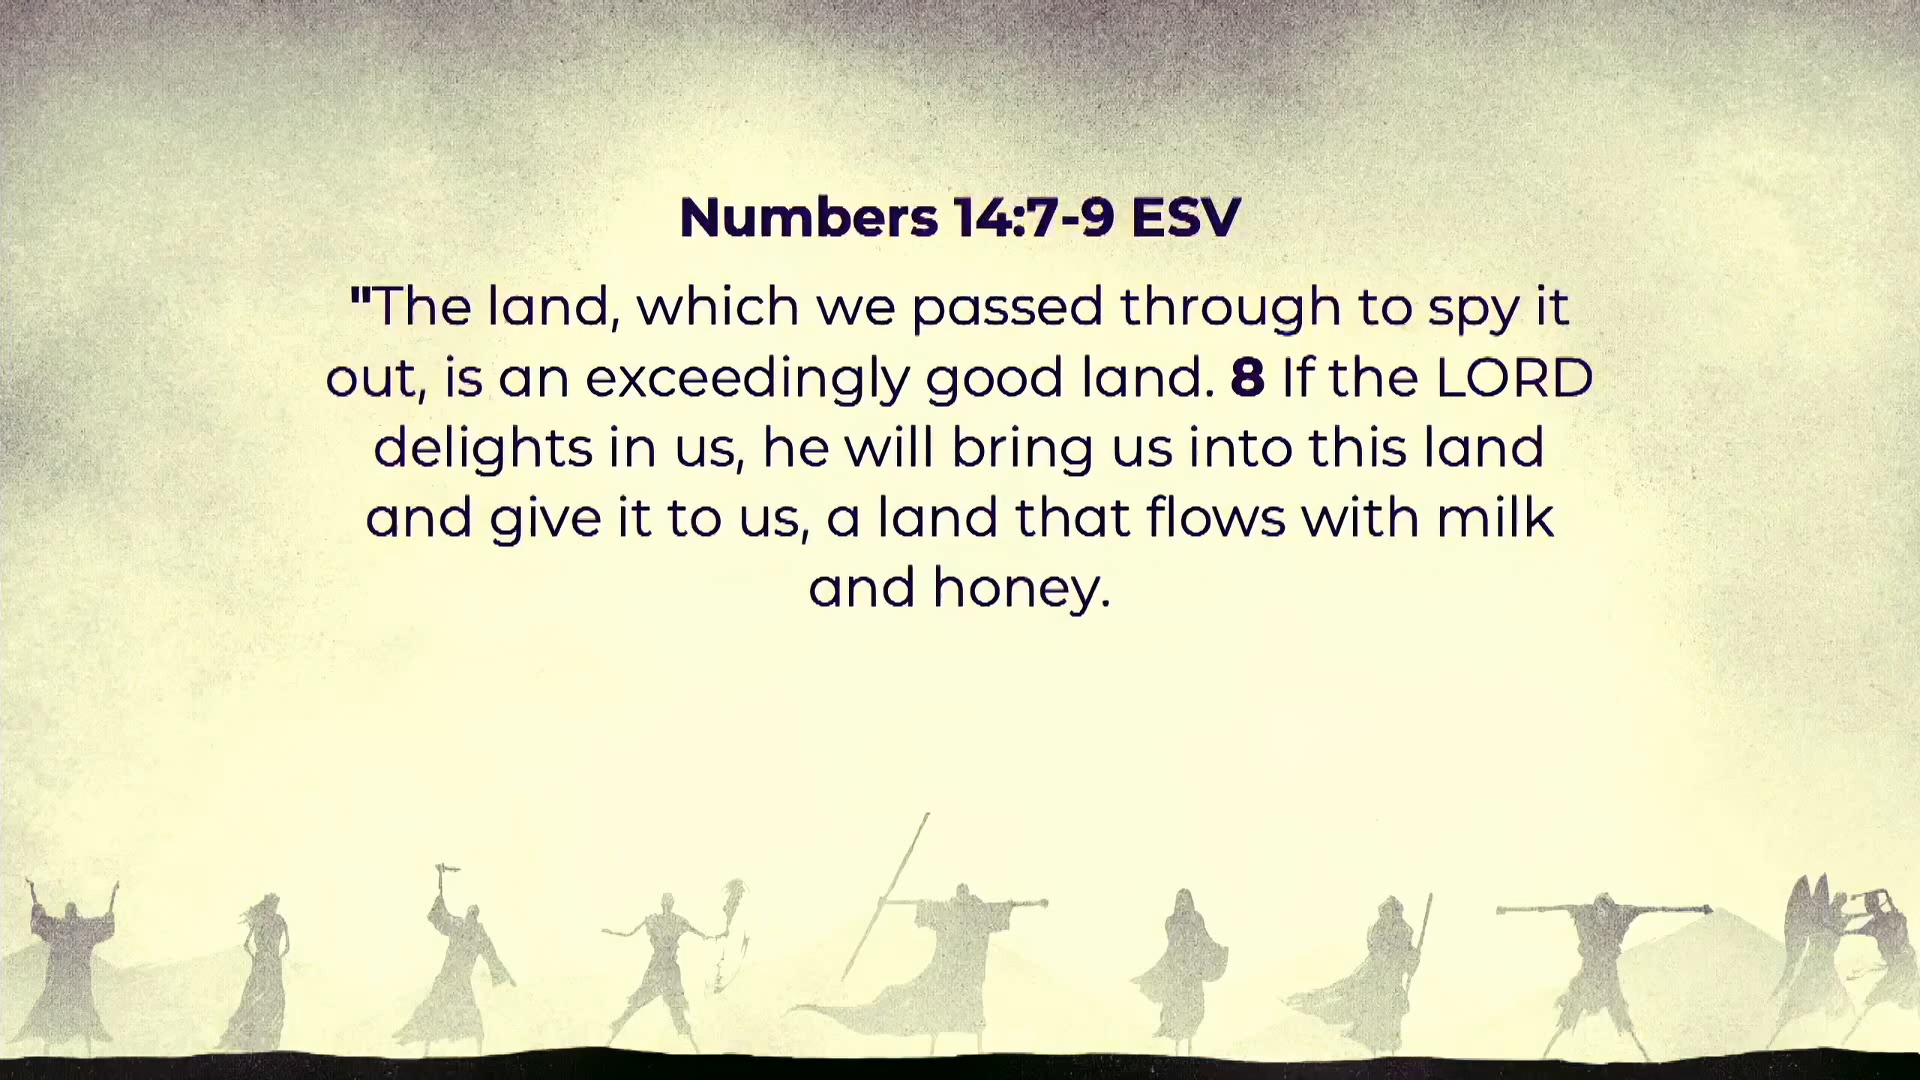 Numbers 14:7-9 ESV
"The land, which we passed through to spy it
out, is an exceedingly good land. 8 If the LORD
delights in us, he will bring us into this land
and give it to us, a land that flows with milk
and honey.